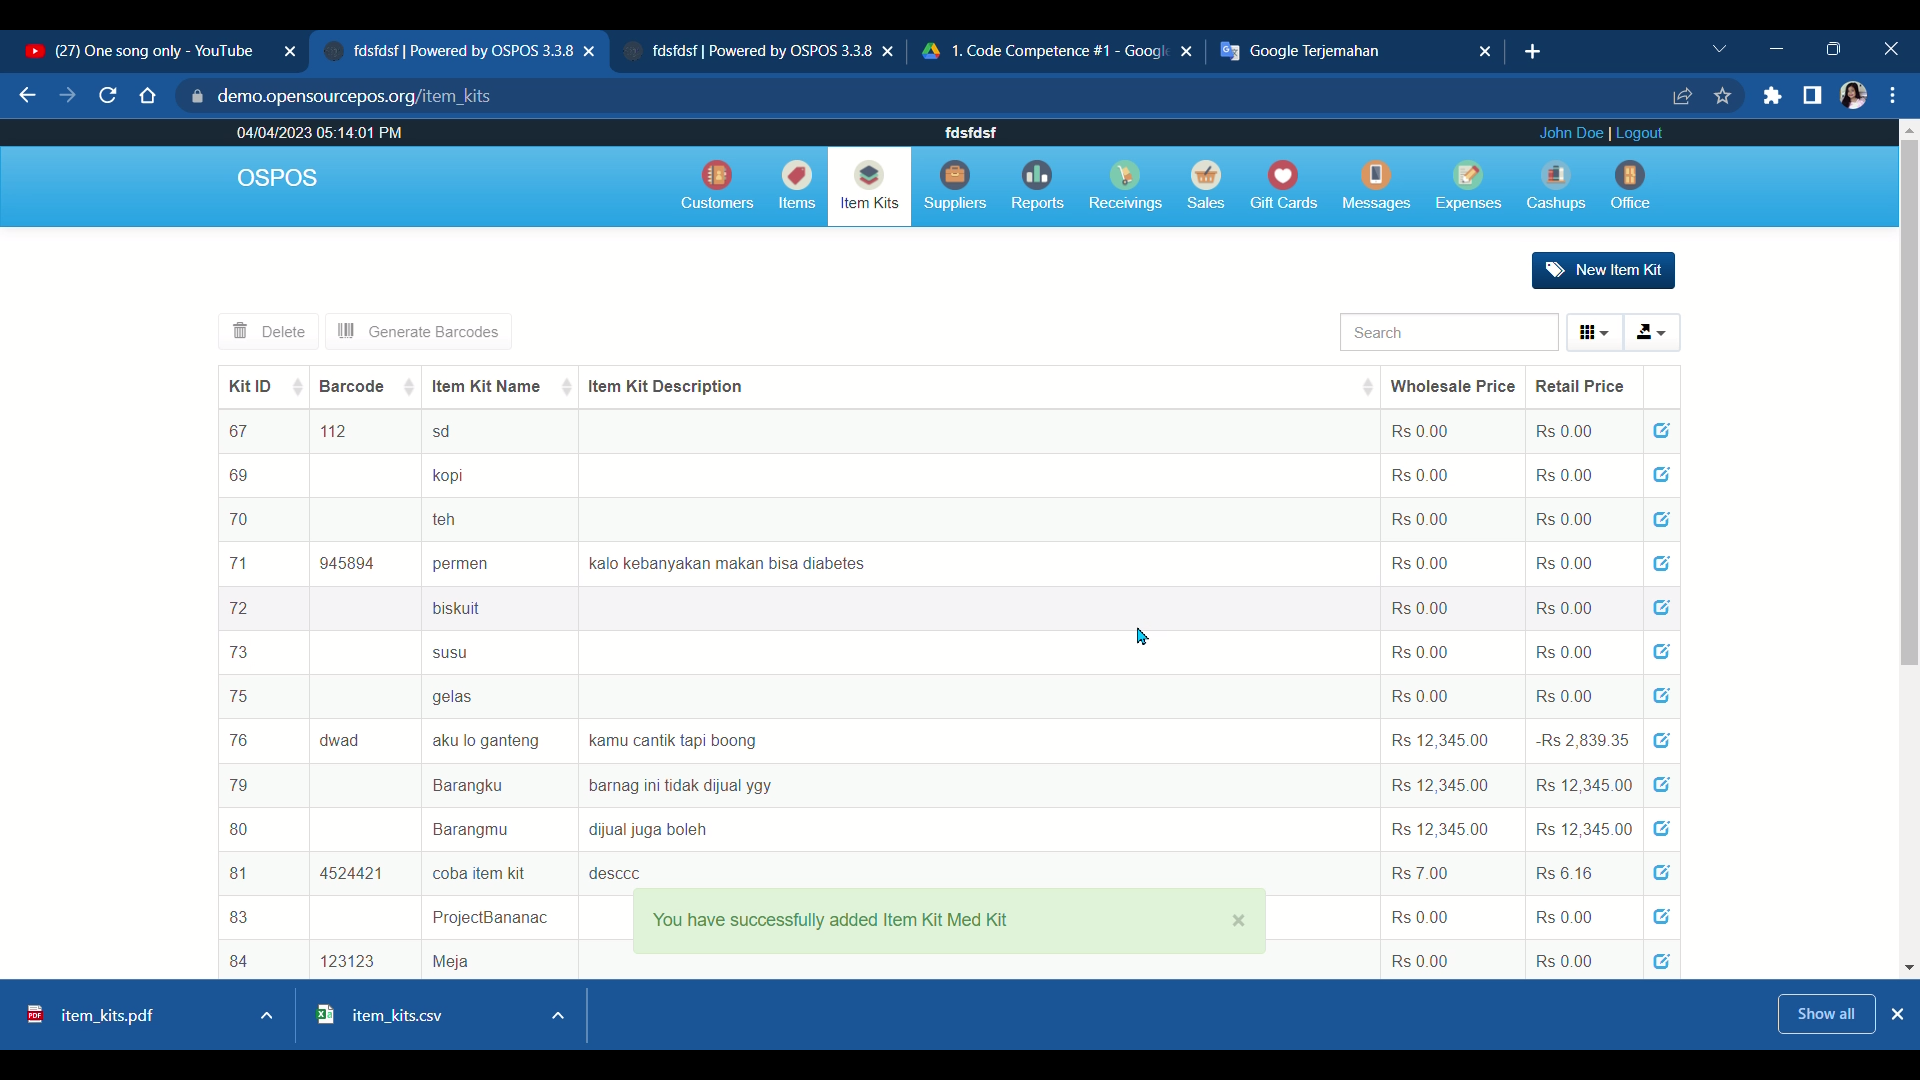 (27) One song only - YouTube
fdsfdsf | Powered by OSPOS 3.3.8
fdsfdsf | Powered by OSPOS 3.3.8
1. Code Competence #1 - Google
Google Terjemahan
demo.opensourcepos.org/item_kits
04/04/2023 05:14:01 PM
fdsfdsf
John Doe | Logout
OSPOS
Customers
Items
Item Kits
Suppliers
Reports
Receivings
Sales
Gift Cards
Messages
Expenses
Cashups
Office
New Item Kit
Delete
Generate Barcodes
Search
Kit ID Barcode Item Kit Name Item Kit Description Wholesale Price Retail Price
67 112 sd Rs 0.00 Rs 0.00
69 kopi Rs 0.00 Rs 0.00
70 teh Rs 0.00 Rs 0.00
71 945894 permen kalo kebanyakan makan bisa diabetes Rs 0.00 Rs 0.00
72 biskuit Rs 0.00 Rs 0.00
73 susu Rs 0.00 Rs 0.00
75 gelas Rs 0.00 Rs 0.00
76 dwad aku lo ganteng kamu cantik tapi boong Rs 12,345.00 -Rs 2,839.35
79 Barangku barnag ini tidak dijual ygy Rs 12,345.00 Rs 12,345.00
80 Barangmu dijual juga boleh Rs 12,345.00 Rs 12,345.00
81 4524421 coba item kit desccc Rs 7.00 Rs 6.16
83 ProjectBananac Rs 0.00 Rs 0.00
You have successfully added Item Kit Med Kit
84 123123 Meja Rs 0.00 Rs 0.00
item_kits.pdf
item_kits.csv
Show all